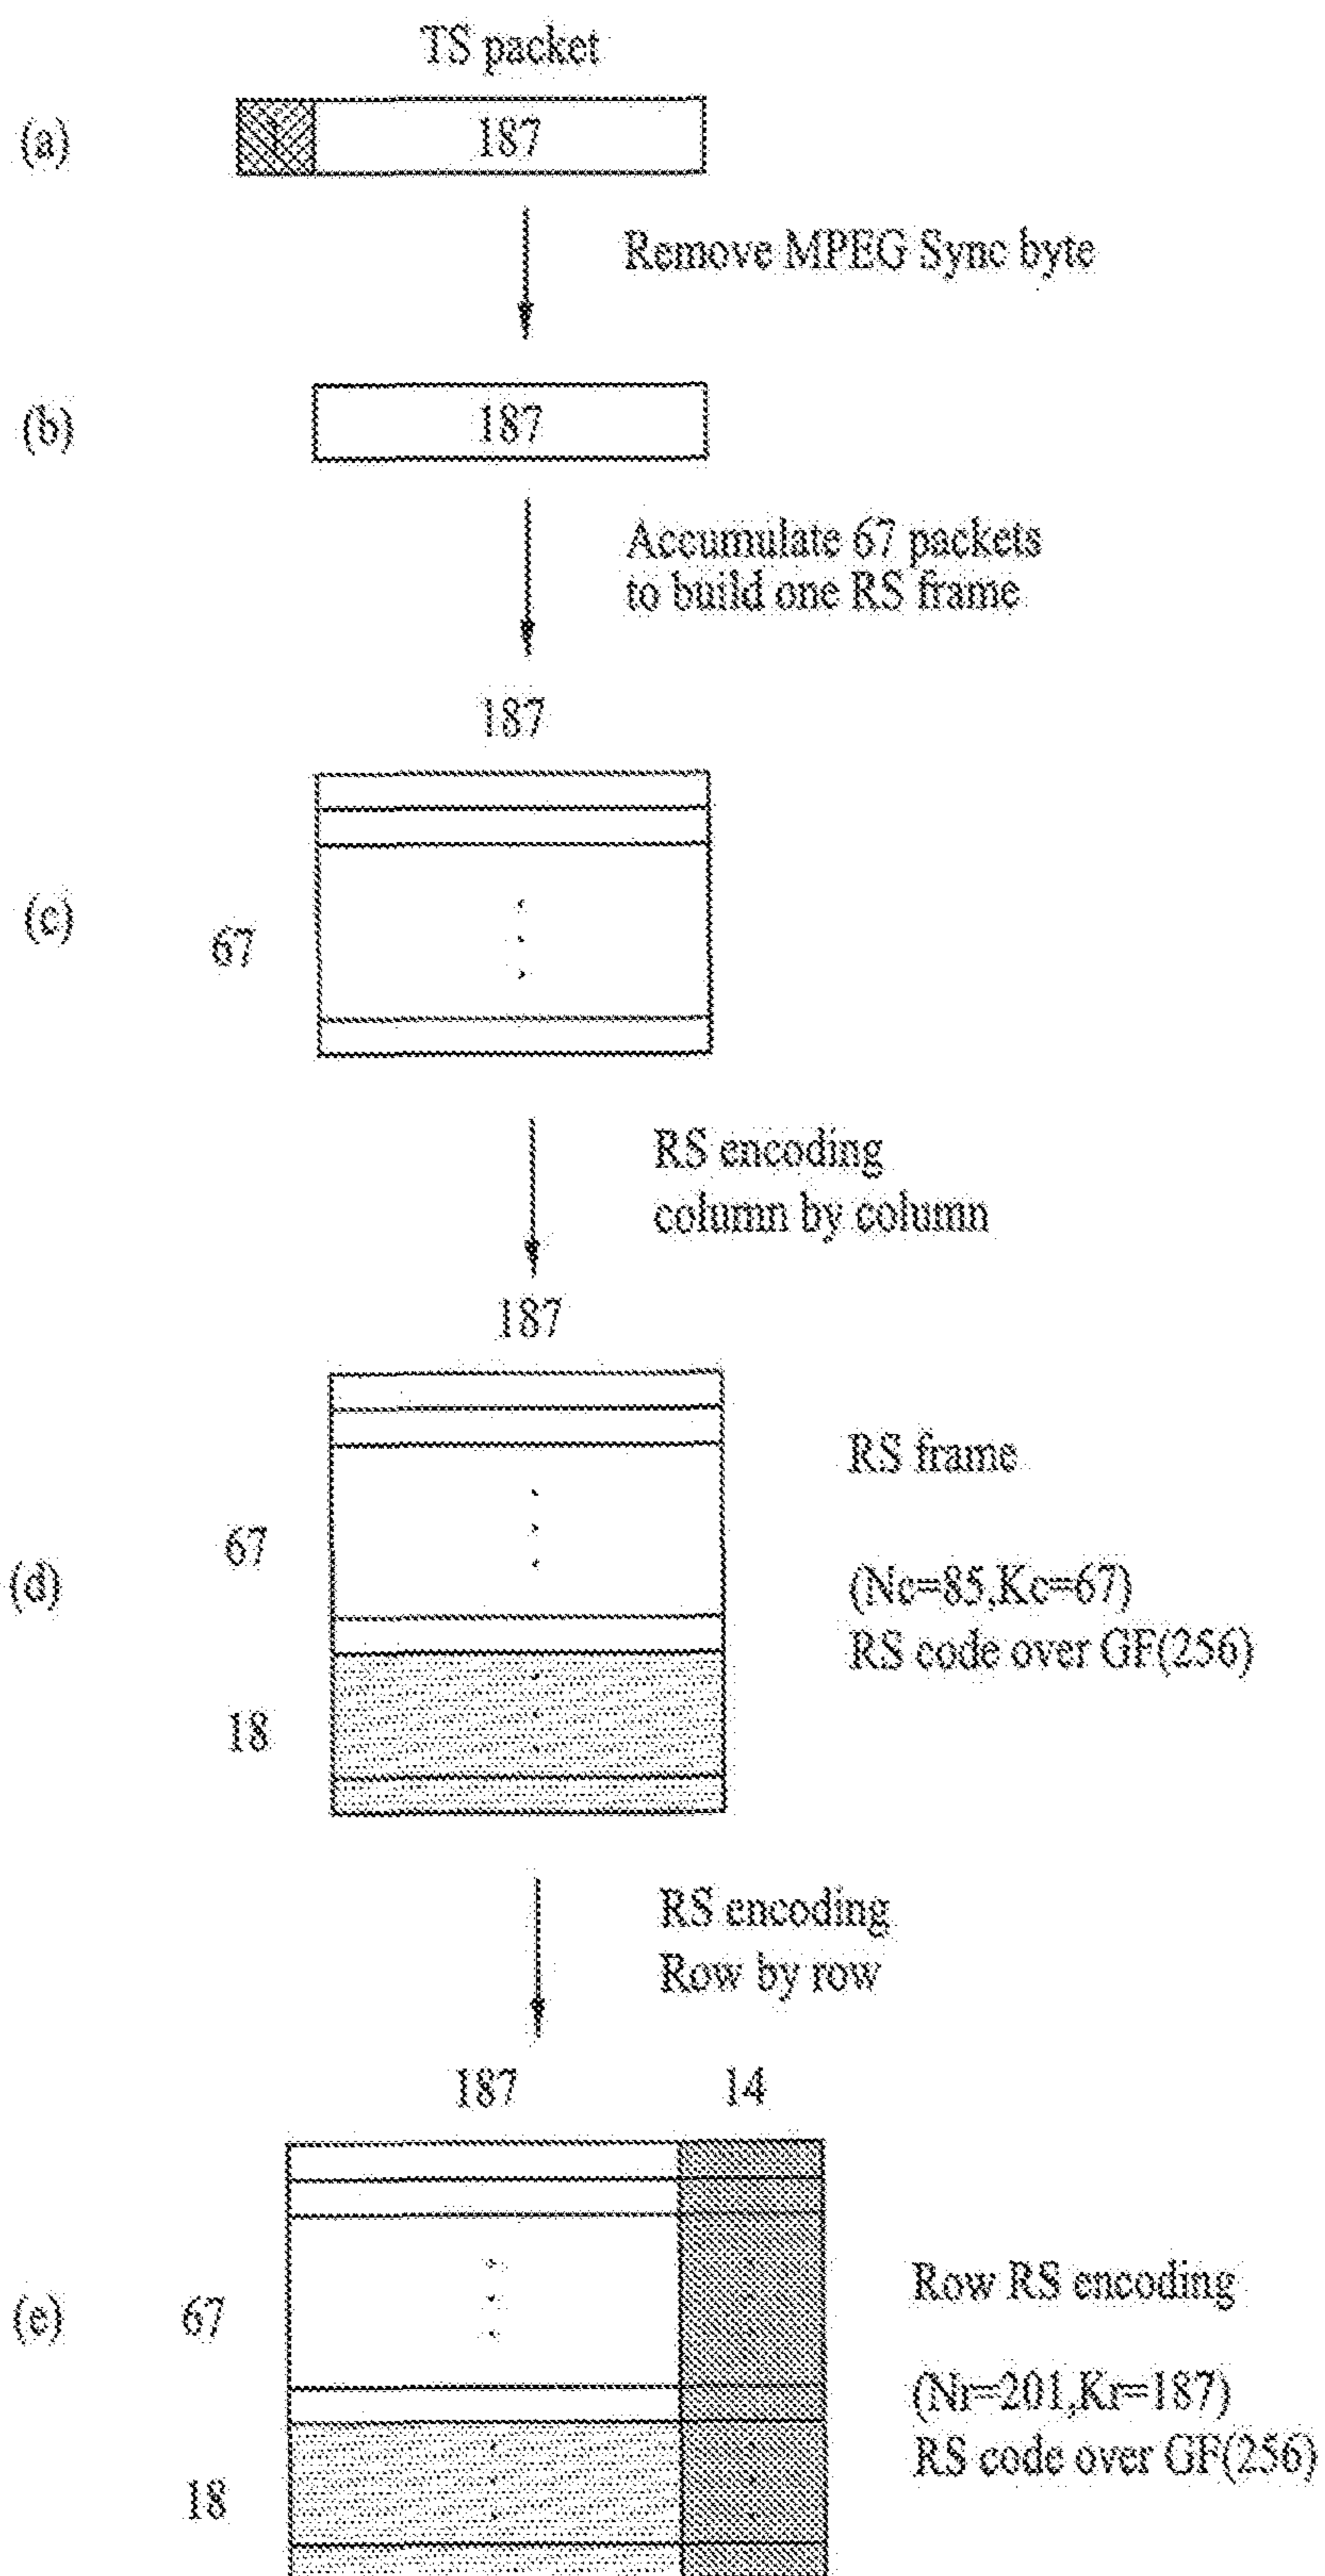 TS packet
(a)
1
187
Remove MPEG Sync byte
(b)
187
Accumulate 67 packets
to build one RS frame
187
(c)
67
RS encoding
column by column
187
RS frame
67
(d)
(Nc=85,Kc=67)
RS code over GF(256)
18
RS encoding
Row by row
187
14
(e)
67
Row RS encoding
(Nr=201,Kr=187)
RS code over GF(256)
18